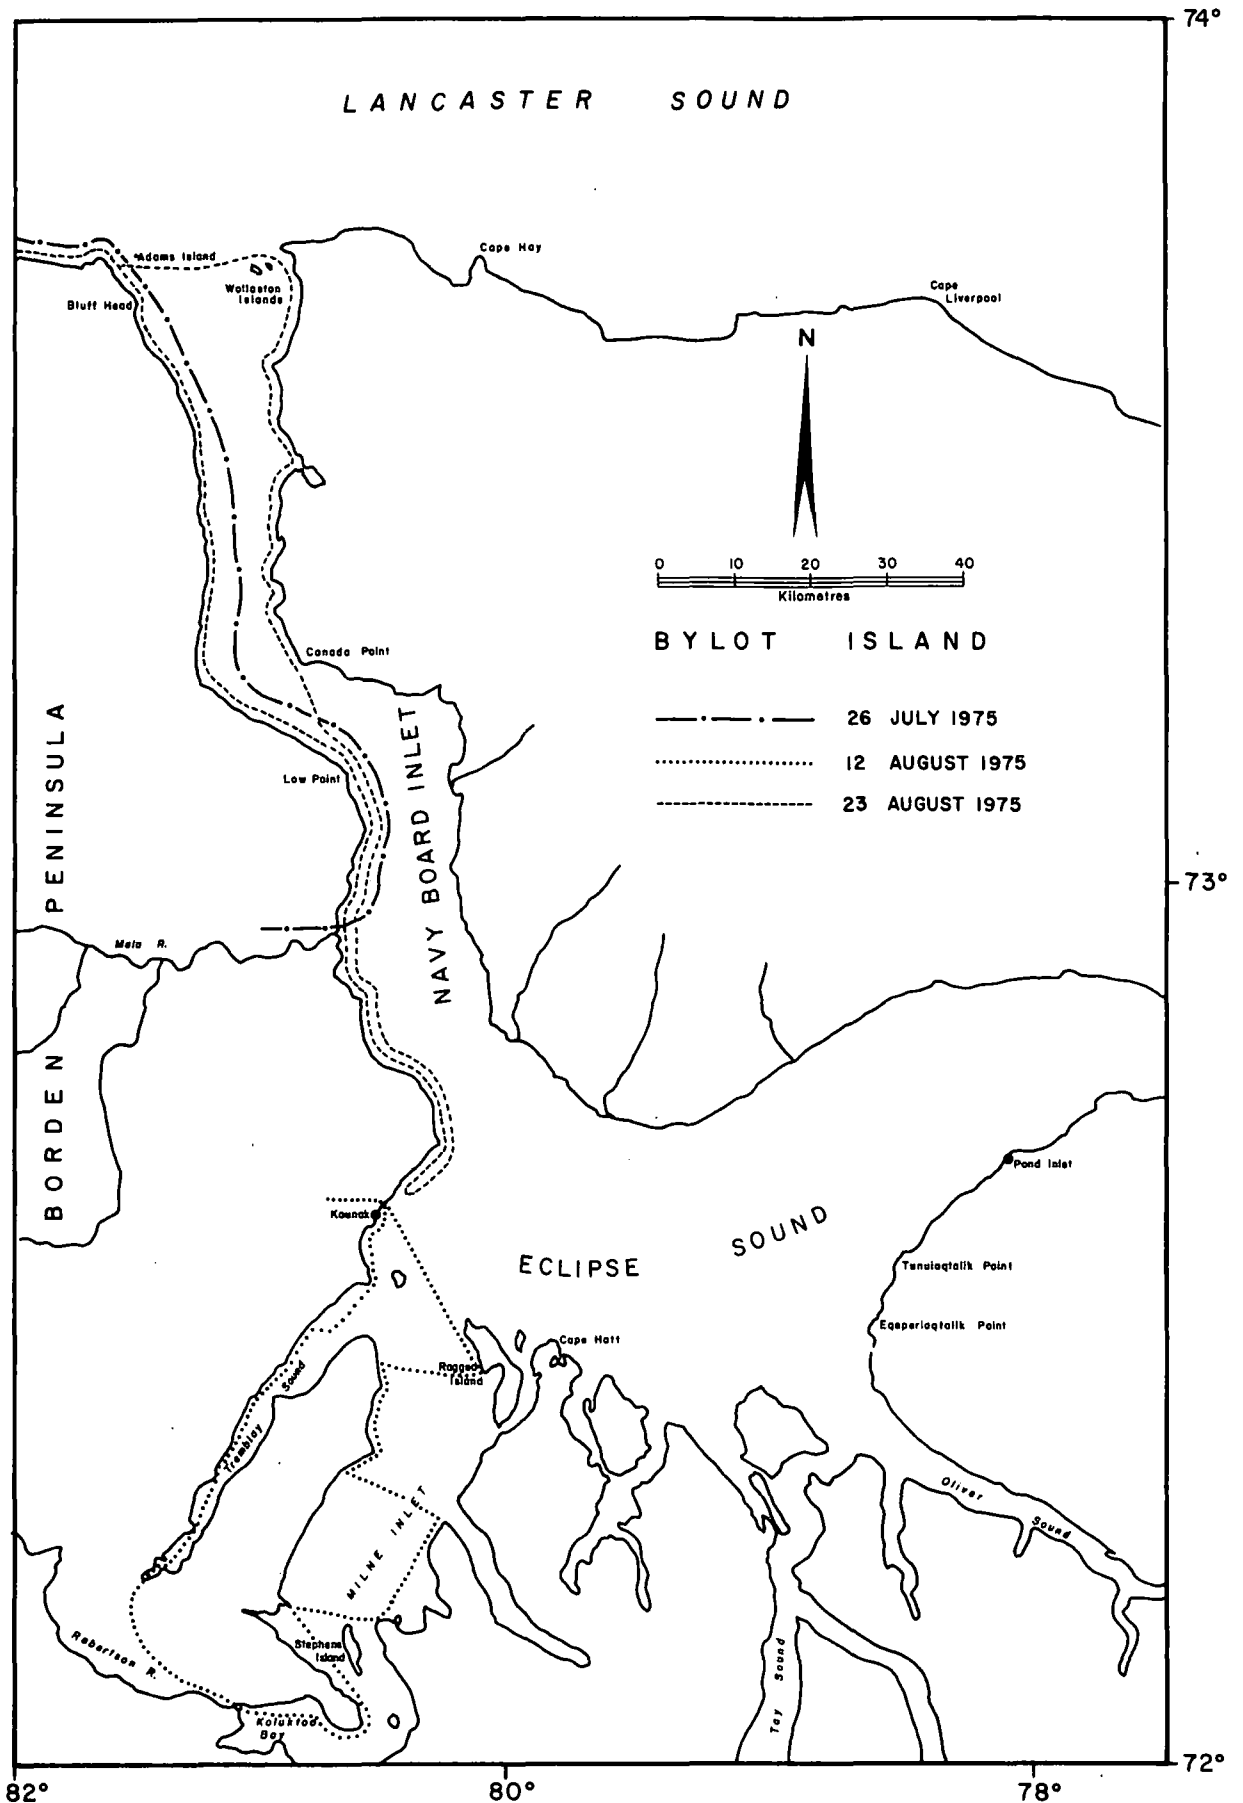 74°
LANCASTER SOUND
Cape Hay
Adams Island
Wollaston
Islands
Cape
Liverpool
Bluff Head
N
0 10 20 30 40
Kilometres
BYLOT ISLAND
Canada Point
26 JULY 1975
12 AUGUST 1975
23 AUGUST 1975
NAVY BOARD INLET
Low Point
BORDEN PENINSULA
73°
Mala R.
Pond Inlet
Kounak
ECLIPSE SOUND
Tunuiaqtalik Point
Eqeperiaqtalik Point
Cape Hatt
Ragged
Island
Tremblay Sound
Oliver Sound
MILNE INLET
Stephens
Island
Robertson R.
Koluktoo
Bay
Tay Sound
72°
82° 80° 78°